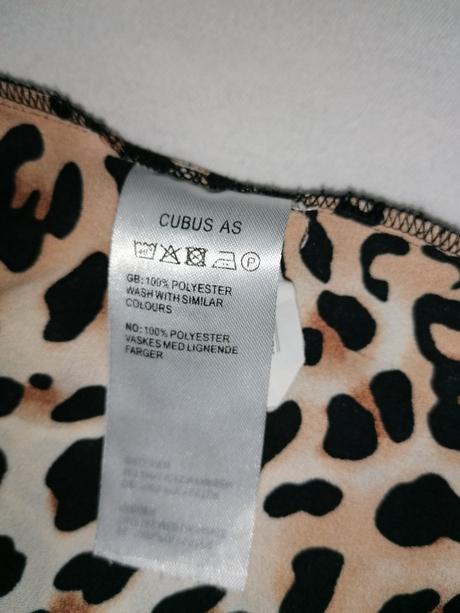 CUBUS AS
40° P
GB: 100% POLYESTER
WASH WITH SIMILAR
COLOURS
NO: 100% POLYESTER
VASKES MED LIGNENDE
FARGER